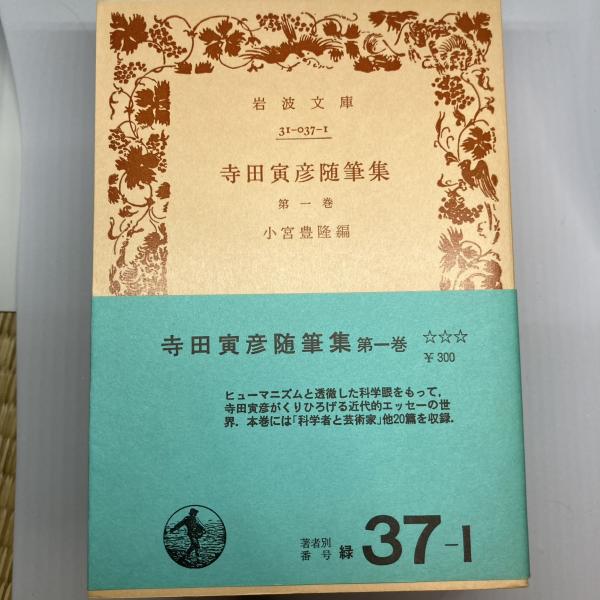 岩波文庫
31-037-1
寺田寅彦随筆集
第一巻
小宮豊隆編
寺田寅彦随筆集 第一巻 ☆☆☆
¥300
ヒューマニズムと透徹した科学眼をもって,
寺田寅彦がくりひろげる近代的エッセーの世
界. 本巻には「科学者と芸術家」他20篇を収録.
著者別
番号 緑 37-1